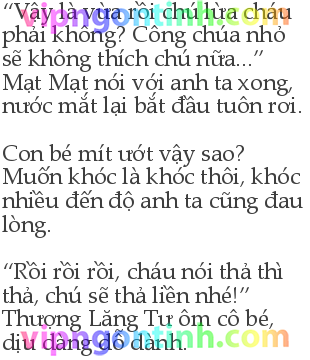 “Vậy là vừa rồi chú lừa cháu
phải không? Công chúa nhỏ
sẽ không thích chú nữa...”
Mạt Mạt nói với anh ta xong,
nước mắt lại bắt đầu tuôn rơi.
Con bé mít ướt vậy sao?
Muốn khóc là khóc thôi, khóc
nhiều đến độ anh ta cũng đau
lòng.
“Rồi rồi rồi, cháu nói thả thì
thả, chú sẽ thả liền nhé!”
Thượng Lăng Tư ôm cô bé,
dịu dàng dỗ dành.
vipngontinh.com
vipngontinh.com
vipngontinh.com